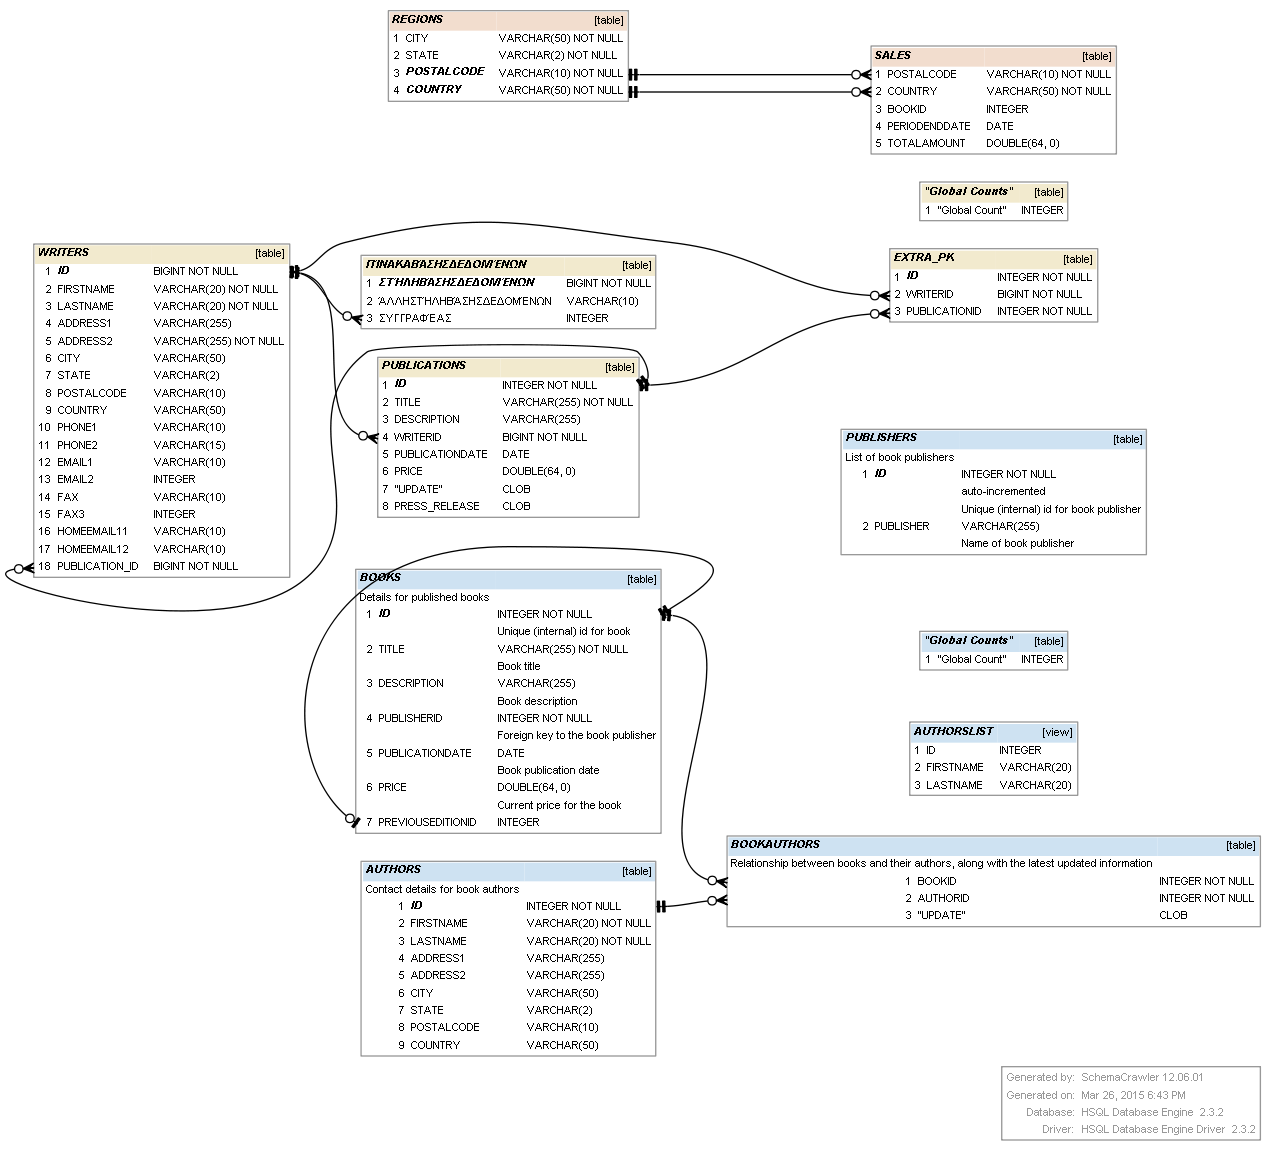 REGIONS [table]
1 CITY VARCHAR(50) NOT NULL
2 STATE VARCHAR(2) NOT NULL
3 POSTALCODE VARCHAR(10) NOT NULL
4 COUNTRY VARCHAR(50) NOT NULL
SALES [table]
1 POSTALCODE VARCHAR(10) NOT NULL
2 COUNTRY VARCHAR(50) NOT NULL
3 BOOKID INTEGER
4 PERIODENDDATE DATE
5 TOTALAMOUNT DOUBLE(64, 0)
"Global Counts" [table]
1 "Global Count" INTEGER
WRITERS [table]
1 ID BIGINT NOT NULL
2 FIRSTNAME VARCHAR(20) NOT NULL
3 LASTNAME VARCHAR(20) NOT NULL
4 ADDRESS1 VARCHAR(255)
5 ADDRESS2 VARCHAR(255) NOT NULL
6 CITY VARCHAR(50)
7 STATE VARCHAR(2)
8 POSTALCODE VARCHAR(10)
9 COUNTRY VARCHAR(50)
10 PHONE1 VARCHAR(10)
11 PHONE2 VARCHAR(15)
12 EMAIL1 VARCHAR(10)
13 EMAIL2 INTEGER
14 FAX VARCHAR(10)
15 FAX3 INTEGER
16 HOMEEMAIL11 VARCHAR(10)
17 HOMEEMAIL12 VARCHAR(10)
18 PUBLICATION_ID BIGINT NOT NULL
ΠΊΝΑΚΑΒΆΣΗΣΔΕΔΟΜΈΝΩΝ [table]
1 ΣΤΉΛΗΒΆΣΗΣΔΕΔΟΜΈΝΩΝ BIGINT NOT NULL
2 ΆΛΛΗΣΤΉΛΗΒΆΣΗΣΔΕΔΟΜΈΝΩΝ VARCHAR(10)
3 ΣΥΓΓΡΑΦΈΑΣ INTEGER
EXTRA_PK [table]
1 ID INTEGER NOT NULL
2 WRITERID BIGINT NOT NULL
3 PUBLICATIONID INTEGER NOT NULL
PUBLICATIONS [table]
1 ID INTEGER NOT NULL
2 TITLE VARCHAR(255) NOT NULL
3 DESCRIPTION VARCHAR(255)
4 WRITERID BIGINT NOT NULL
5 PUBLICATIONDATE DATE
6 PRICE DOUBLE(64, 0)
7 "UPDATE" CLOB
8 PRESS_RELEASE CLOB
PUBLISHERS [table]
List of book publishers
1 ID INTEGER NOT NULL
auto-incremented
Unique (internal) id for book publisher
2 PUBLISHER VARCHAR(255)
Name of book publisher
BOOKS [table]
Details for published books
1 ID INTEGER NOT NULL
Unique (internal) id for book
2 TITLE VARCHAR(255) NOT NULL
Book title
3 DESCRIPTION VARCHAR(255)
Book description
4 PUBLISHERID INTEGER NOT NULL
Foreign key to the book publisher
5 PUBLICATIONDATE DATE
Book publication date
6 PRICE DOUBLE(64, 0)
Current price for the book
7 PREVIOUSEDITIONID INTEGER
"Global Counts" [table]
1 "Global Count" INTEGER
AUTHORSLIST [view]
1 ID INTEGER
2 FIRSTNAME VARCHAR(20)
3 LASTNAME VARCHAR(20)
BOOKAUTHORS [table]
Relationship between books and their authors, along with the latest updated information
1 BOOKID INTEGER NOT NULL
2 AUTHORID INTEGER NOT NULL
3 "UPDATE" CLOB
AUTHORS [table]
Contact details for book authors
1 ID INTEGER NOT NULL
2 FIRSTNAME VARCHAR(20) NOT NULL
3 LASTNAME VARCHAR(20) NOT NULL
4 ADDRESS1 VARCHAR(255)
5 ADDRESS2 VARCHAR(255)
6 CITY VARCHAR(50)
7 STATE VARCHAR(2)
8 POSTALCODE VARCHAR(10)
9 COUNTRY VARCHAR(50)
Generated by: SchemaCrawler 12.06.01
Generated on: Mar 26, 2015 6:43 PM
Database: HSQL Database Engine 2.3.2
Driver: HSQL Database Engine Driver 2.3.2